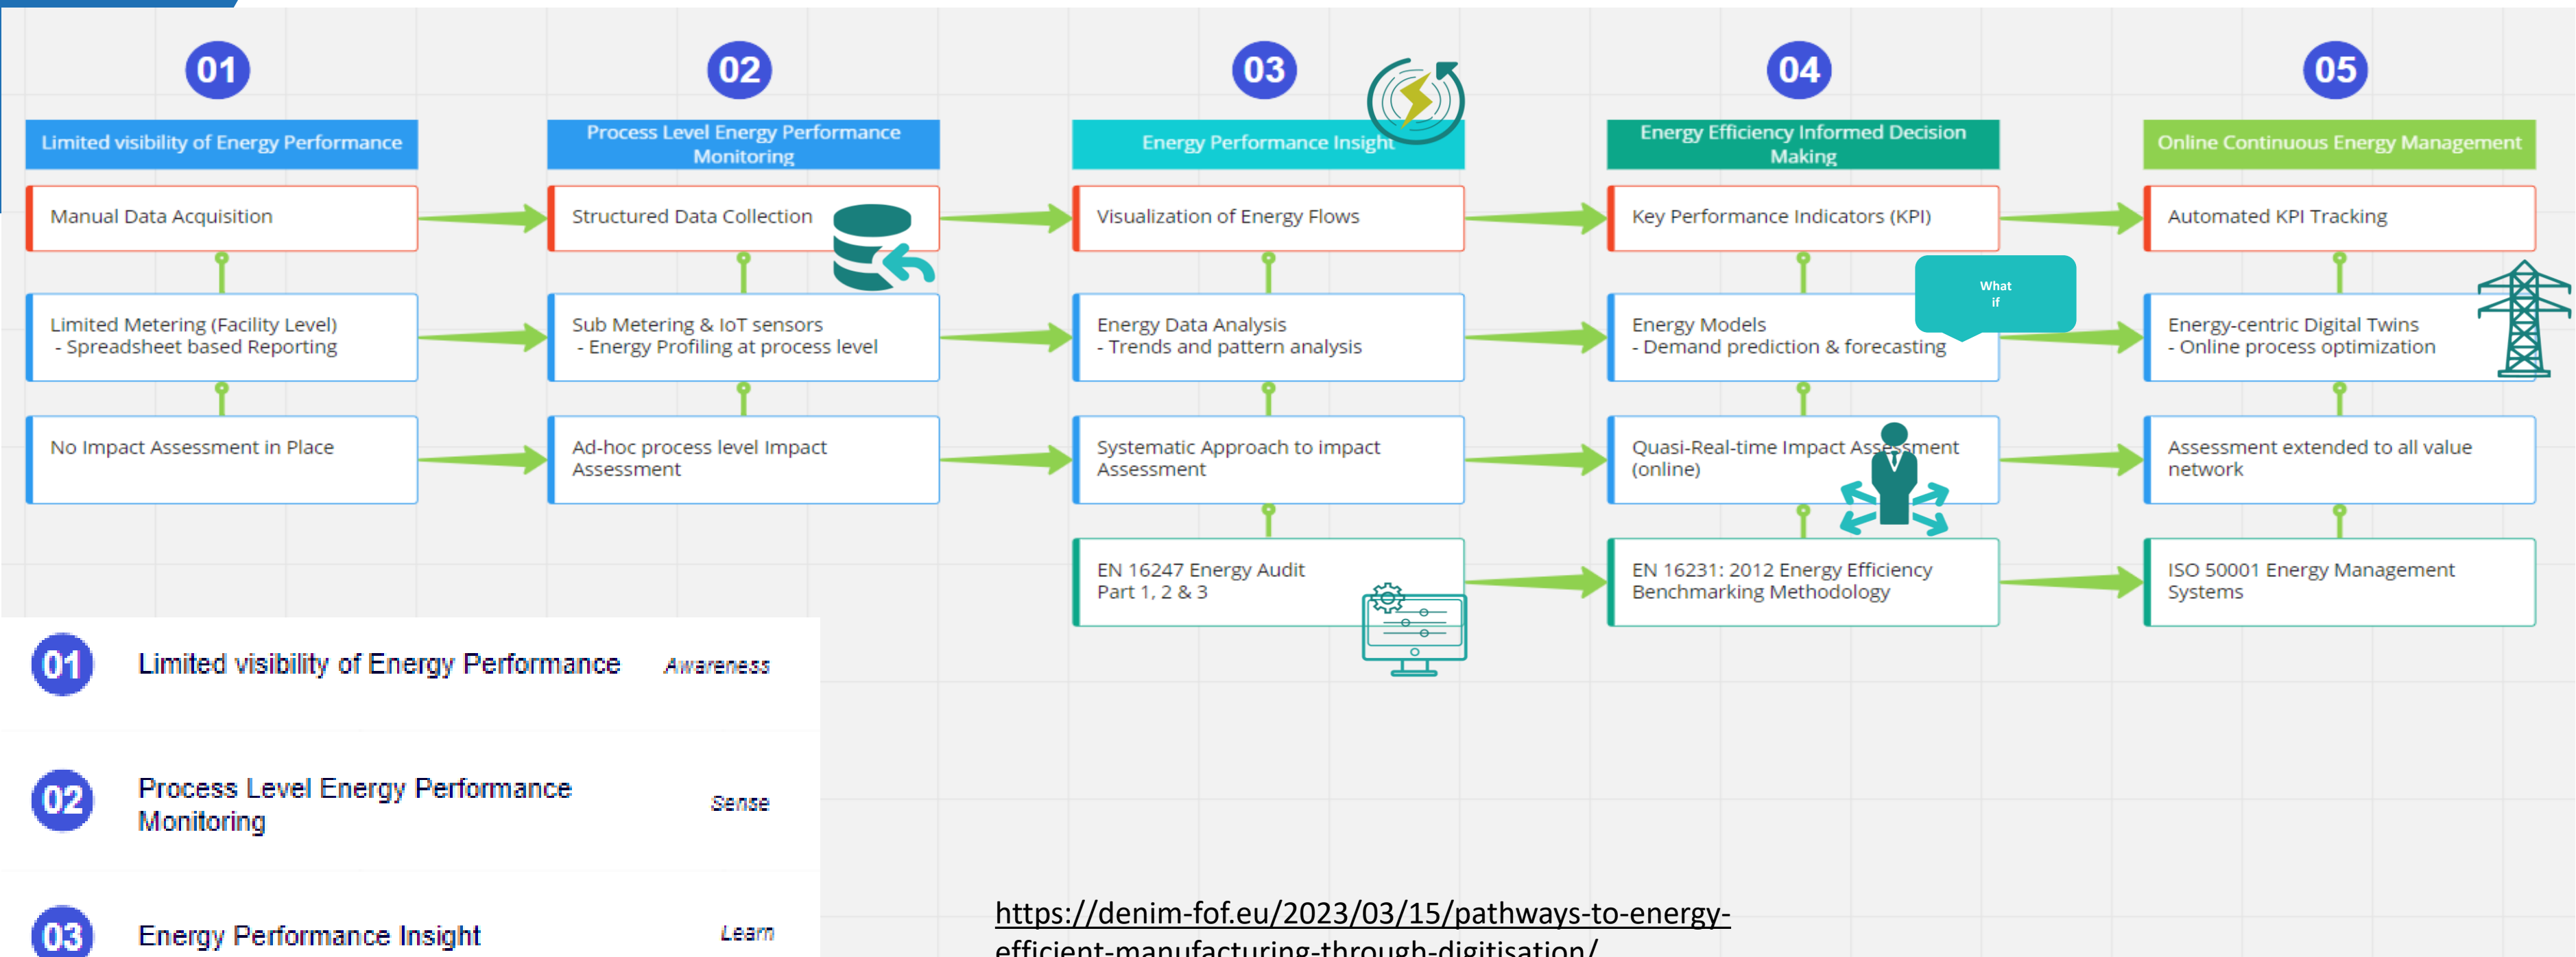 01
02
03
04
05
Limited visibility of Energy Performance
Process Level Energy Performance
Monitoring
Energy Performance Insight
Energy Efficiency Informed Decision
Making
Online Continuous Energy Management
Manual Data Acquisition
Structured Data Collection
Visualization of Energy Flows
Key Performance Indicators (KPI)
Automated KPI Tracking
What
if
Limited Metering (Facility Level)
- Spreadsheet based Reporting
Sub Metering & IoT sensors
- Energy Profiling at process level
Energy Data Analysis
- Trends and pattern analysis
Energy Models
- Demand prediction & forecasting
Energy-centric Digital Twins
- Online process optimization
No Impact Assessment in Place
Ad-hoc process level Impact
Assessment
Systematic Approach to impact
Assessment
Quasi-Real-time Impact Assessment
(online)
Assessment extended to all value
network
EN 16247 Energy Audit
Part 1, 2 & 3
EN 16231: 2012 Energy Efficiency
Benchmarking Methodology
ISO 50001 Energy Management
Systems
01 Limited visibility of Energy Performance Awareness
02 Process Level Energy Performance
Monitoring Sense
03 Energy Performance Insight Learn
https://denim-fof.eu/2023/03/15/pathways-to-energy-
efficient-manufacturing-through-digitisation/